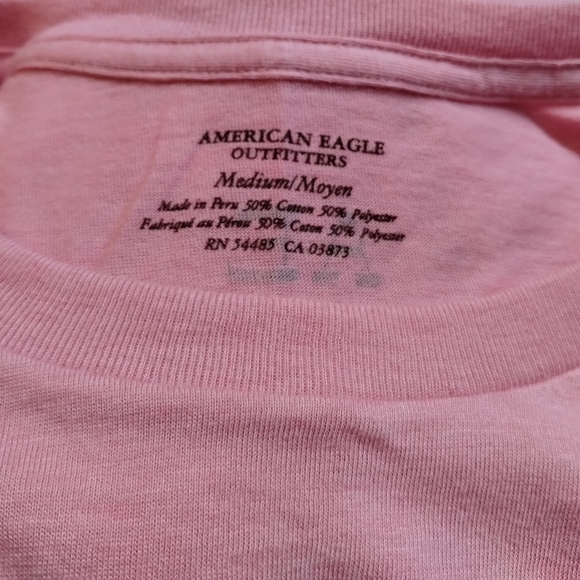 AMERICAN EAGLE
OUTFITTERS
Medium/Moyen
Made in Peru 50% Cotton 50% Polyester
Fabriqué au Pérou 50% Coton 50% Polyester
RN 54485 CA 03873